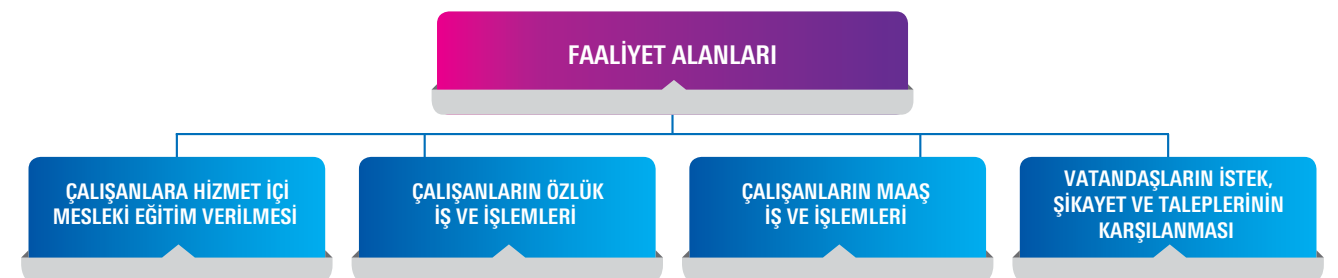 FAALİYET ALANLARI
ÇALIŞANLARA HİZMET İÇİ
MESLEKİ EĞİTİM VERİLMESİ
ÇALIŞANLARIN ÖZLÜK
İŞ VE İŞLEMLERİ
ÇALIŞANLARIN MAAŞ
İŞ VE İŞLEMLERİ
VATANDAŞLARIN İSTEK,
ŞİKAYET VE TALEPLERİNİN
KARŞILANMASI